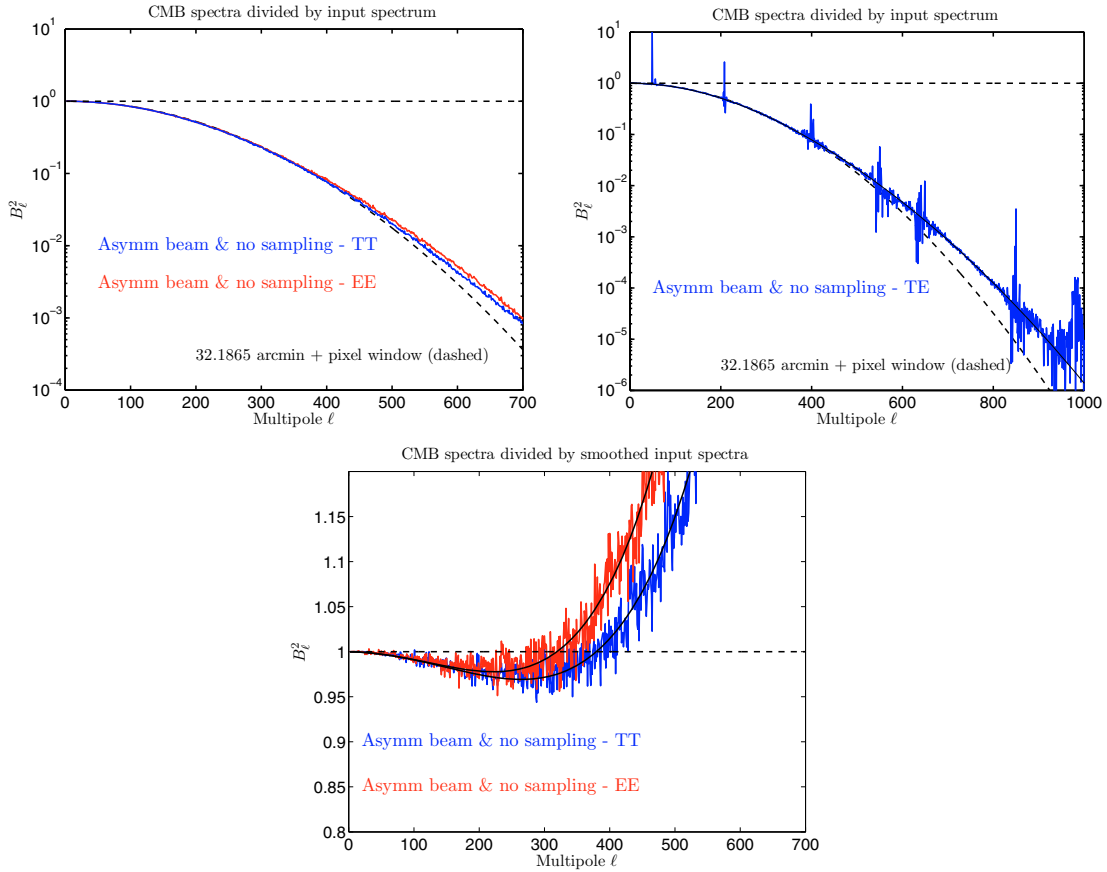 CMB spectra divided by input spectrum
10^1
10^0
10^-1
10^-2
10^-3
10^-4
B_ℓ^2
Asymm beam & no sampling - TT
Asymm beam & no sampling - EE
32.1865 arcmin + pixel window (dashed)
0 100 200 300 400 500 600 700
Multipole ℓ
CMB spectra divided by input spectrum
10^1
10^0
10^-1
10^-2
10^-3
10^-4
10^-5
10^-6
B_ℓ^2
Asymm beam & no sampling - TE
32.1865 arcmin + pixel window (dashed)
0 200 400 600 800 1000
Multipole ℓ
CMB spectra divided by smoothed input spectra
1.15
1.1
1.05
1
0.95
0.9
0.85
0.8
B_ℓ^2
Asymm beam & no sampling - TT
Asymm beam & no sampling - EE
0 100 200 300 400 500 600 700
Multipole ℓ